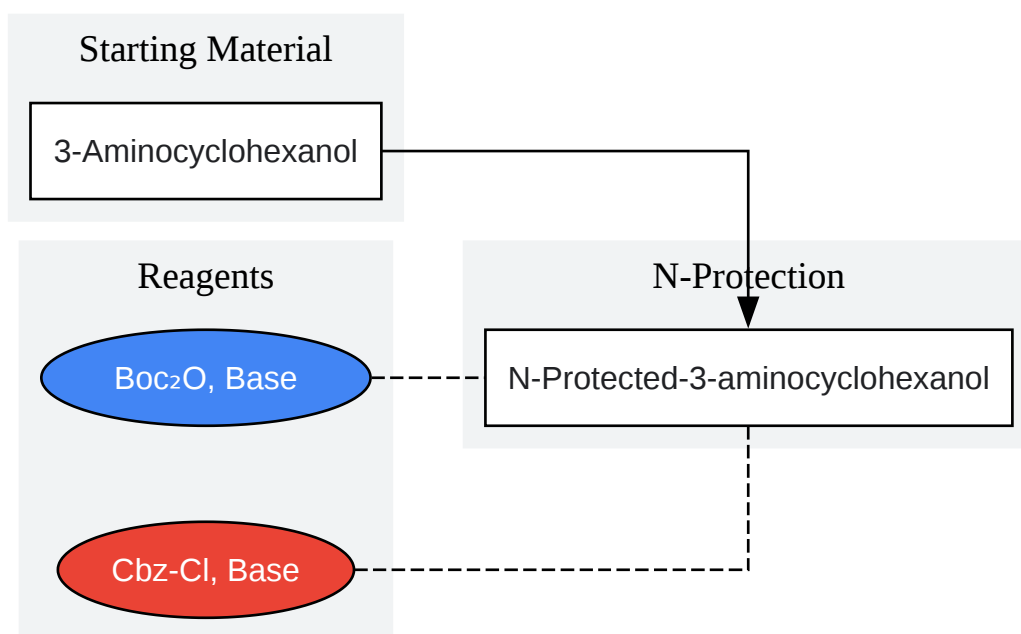 Starting Material
3-Aminocyclohexanol
Reagents
N-Protection
Boc₂O, Base
N-Protected-3-aminocyclohexanol
Cbz-Cl, Base